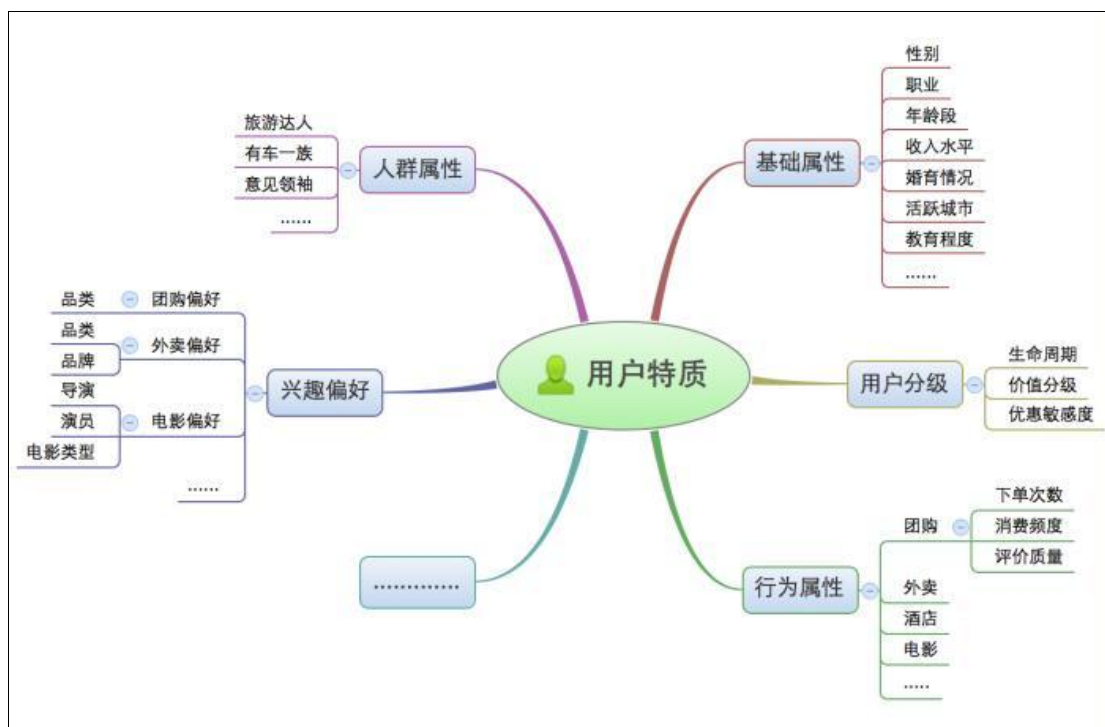 用户特质
人群属性
旅游达人
有车一族
意见领袖
......
基础属性
性别
职业
年龄段
收入水平
婚育情况
活跃城市
教育程度
......
兴趣偏好
团购偏好
品类
外卖偏好
品类
品牌
电影偏好
导演
演员
电影类型
......
用户分级
生命周期
价值分级
优惠敏感度
行为属性
团购
下单次数
消费频度
评价质量
外卖
酒店
电影
.....
.............